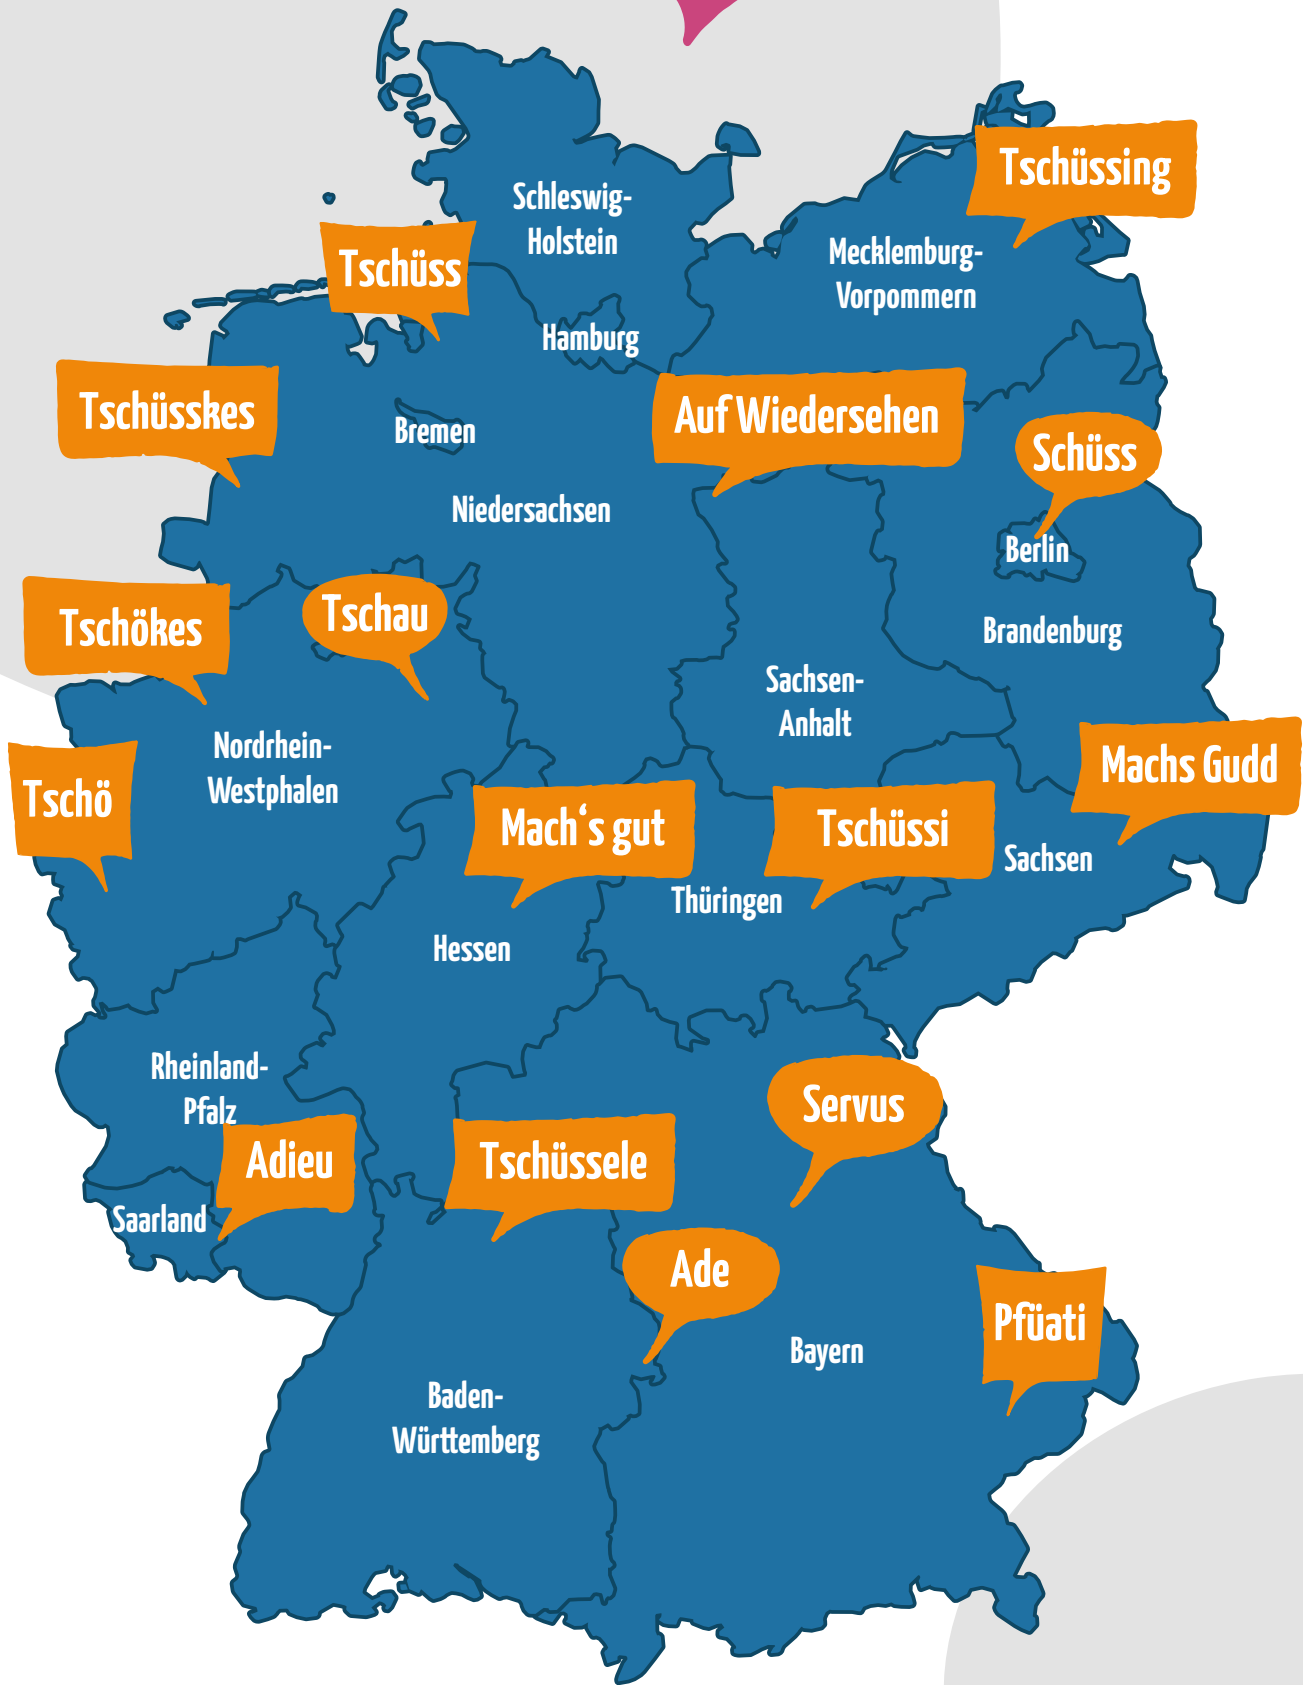 Tschüssing
Schleswig-
Holstein
Tschüss
Mecklemburg-
Vorpommern
Hamburg
Tschüsskes
Auf Wiedersehen
Bremen
Schüss
Niedersachsen
Berlin
Tschökes
Tschau
Brandenburg
Sachsen-
Anhalt
Nordrhein-
Westphalen
Tschö
Machs Gudd
Mach‘s gut
Tschüssi
Sachsen
Thüringen
Hessen
Rheinland-
Pfalz
Servus
Adieu
Tschüssele
Saarland
Ade
Pfüati
Bayern
Baden-
Württemberg